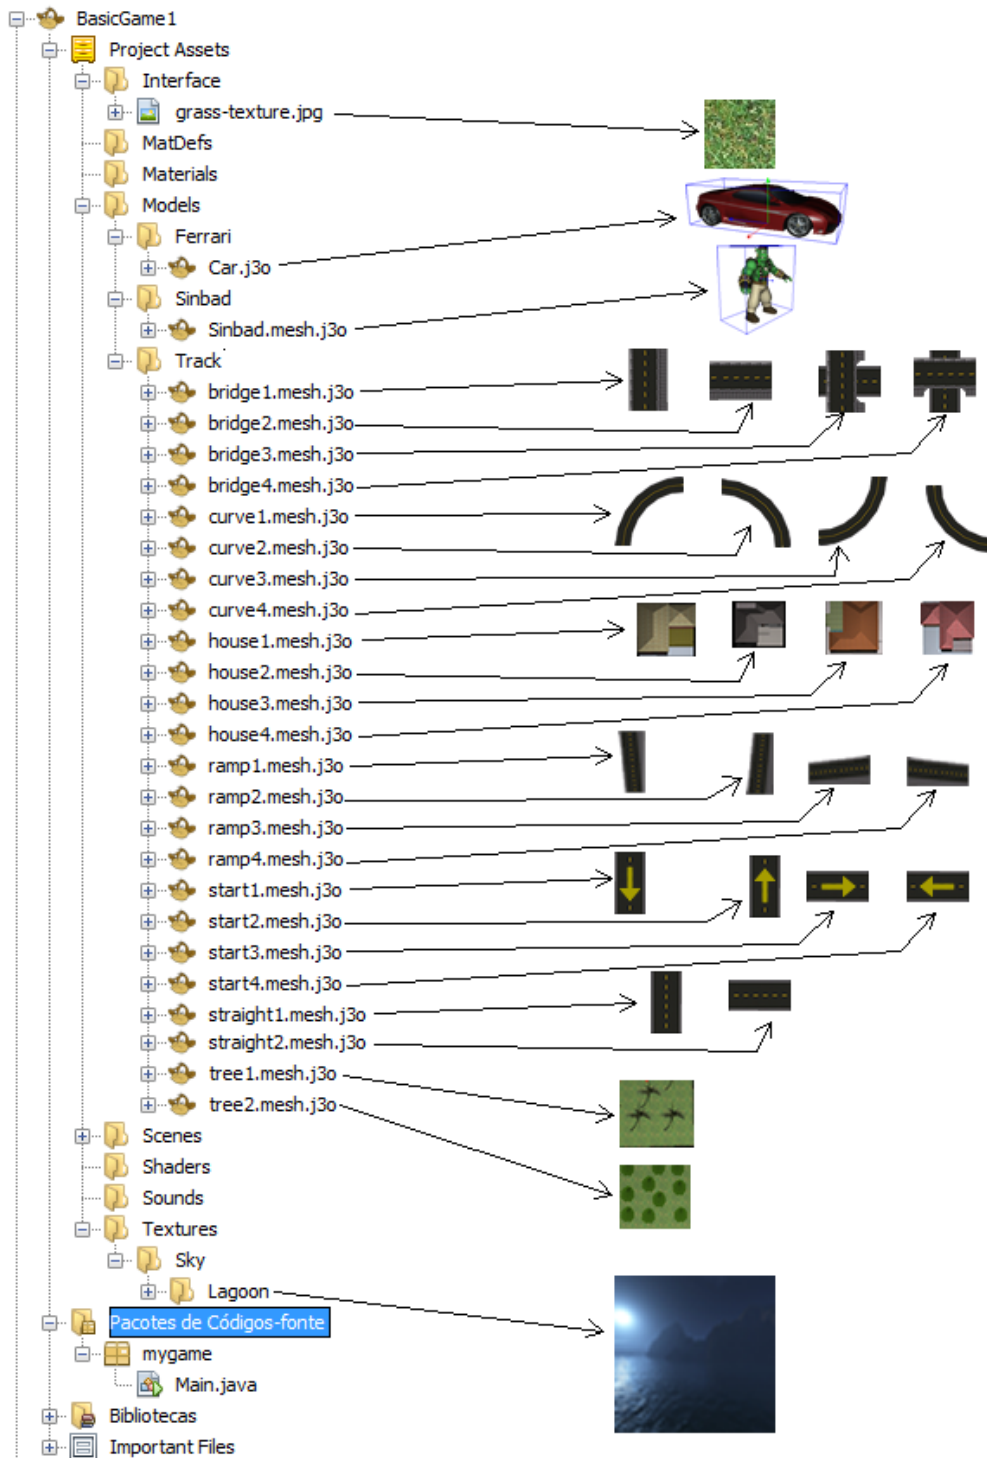 BasicGame1
Project Assets
Interface
grass-texture.jpg
MatDefs
Materials
Models
Ferrari
Car.j3o
Sinbad
Sinbad.mesh.j3o
Track
bridge1.mesh.j3o
bridge2.mesh.j3o
bridge3.mesh.j3o
bridge4.mesh.j3o
curve1.mesh.j3o
curve2.mesh.j3o
curve3.mesh.j3o
curve4.mesh.j3o
house1.mesh.j3o
house2.mesh.j3o
house3.mesh.j3o
house4.mesh.j3o
ramp1.mesh.j3o
ramp2.mesh.j3o
ramp3.mesh.j3o
ramp4.mesh.j3o
start1.mesh.j3o
start2.mesh.j3o
start3.mesh.j3o
start4.mesh.j3o
straight1.mesh.j3o
straight2.mesh.j3o
tree1.mesh.j3o
tree2.mesh.j3o
Scenes
Shaders
Sounds
Textures
Sky
Lagoon
Pacotes de Códigos-fonte
mygame
Main.java
Bibliotecas
Important Files